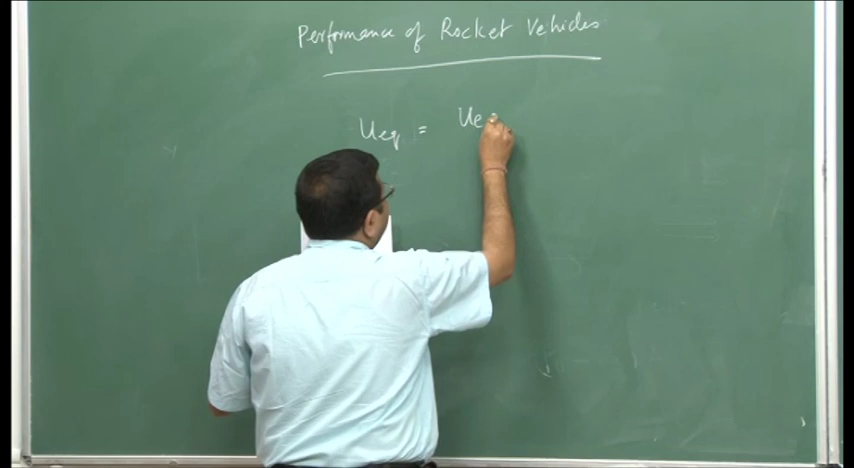 Performance of Rocket Vehicles
Ueq = Ue